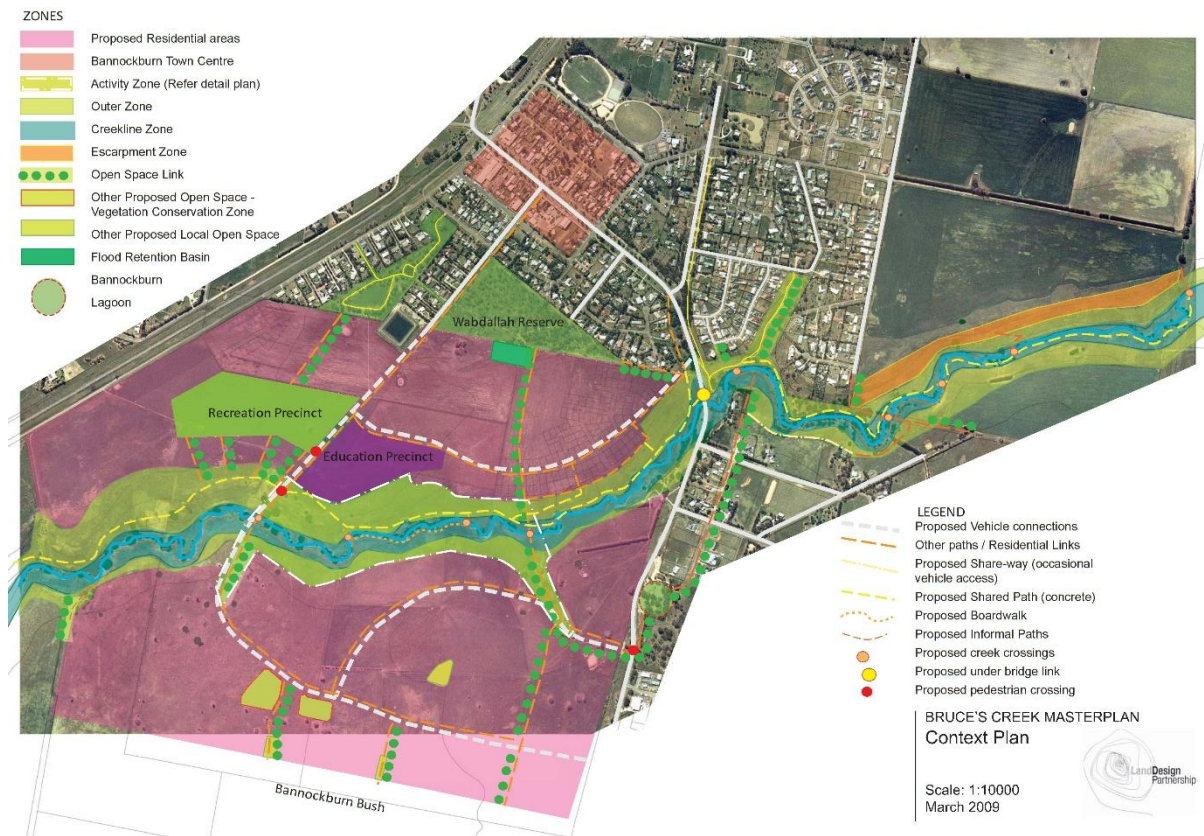 ZONES
Proposed Residential areas
Bannockburn Town Centre
Activity Zone (Refer detail plan)
Outer Zone
Creekline Zone
Escarpment Zone
Open Space Link
Other Proposed Open Space -
Vegetation Conservation Zone
Other Proposed Local Open Space
Flood Retention Basin
Bannockburn
Lagoon
Wabdallah Reserve
Recreation Precinct
Education Precinct
Bannockburn Bush
LEGEND
Proposed Vehicle connections
Other paths / Residential Links
Proposed Share-way (occasional
vehicle access)
Proposed Shared Path (concrete)
Proposed Boardwalk
Proposed Informal Paths
Proposed creek crossings
Proposed under bridge link
Proposed pedestrian crossing
BRUCE'S CREEK MASTERPLAN
Context Plan
Scale: 1:10000
March 2009
LandDesign
Partnership